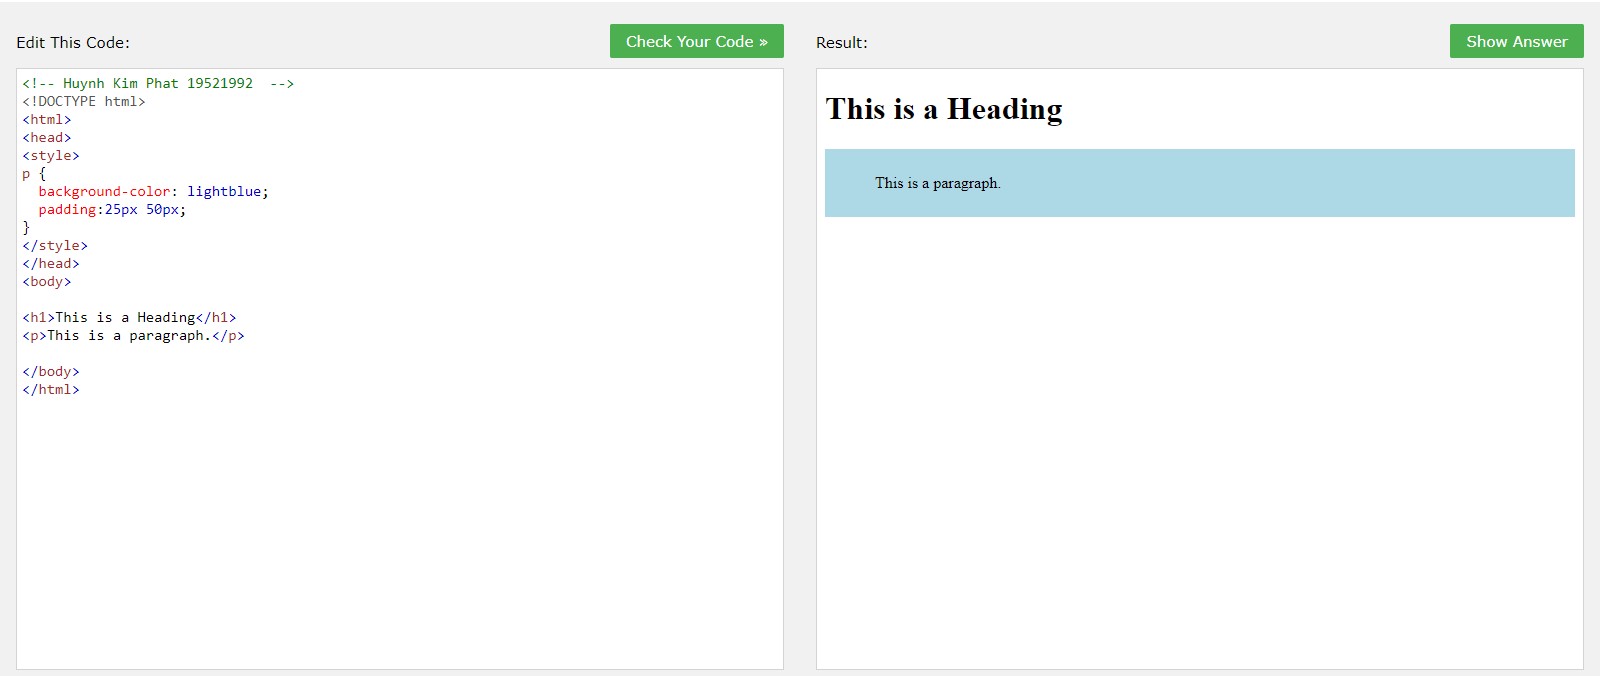 Edit This Code:
Check Your Code »
<!-- Huynh Kim Phat 19521992  -->
<!DOCTYPE html>
<html>
<head>
<style>
p {
  background-color: lightblue;
  padding:25px 50px;
}
</style>
</head>
<body>

<h1>This is a Heading</h1>
<p>This is a paragraph.</p>

</body>
</html>
Result:
Show Answer
This is a Heading
This is a paragraph.